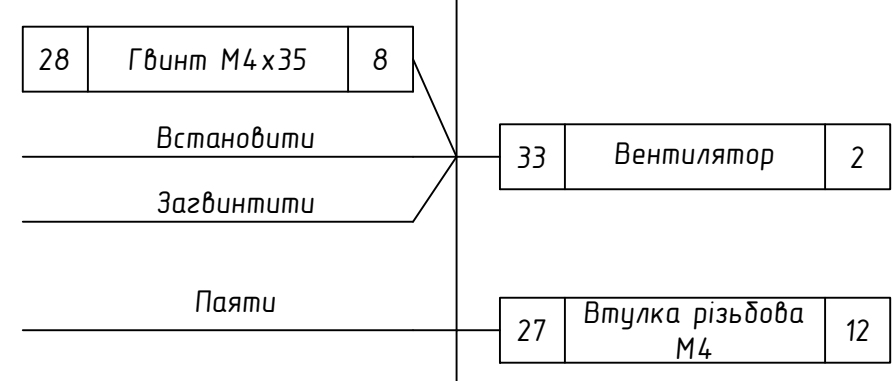 28 Гвинт М4х35 8
Встановити
33 Вентилятор 2
Загвинтити
Паяти
27 Втулка різьбова 12
М4